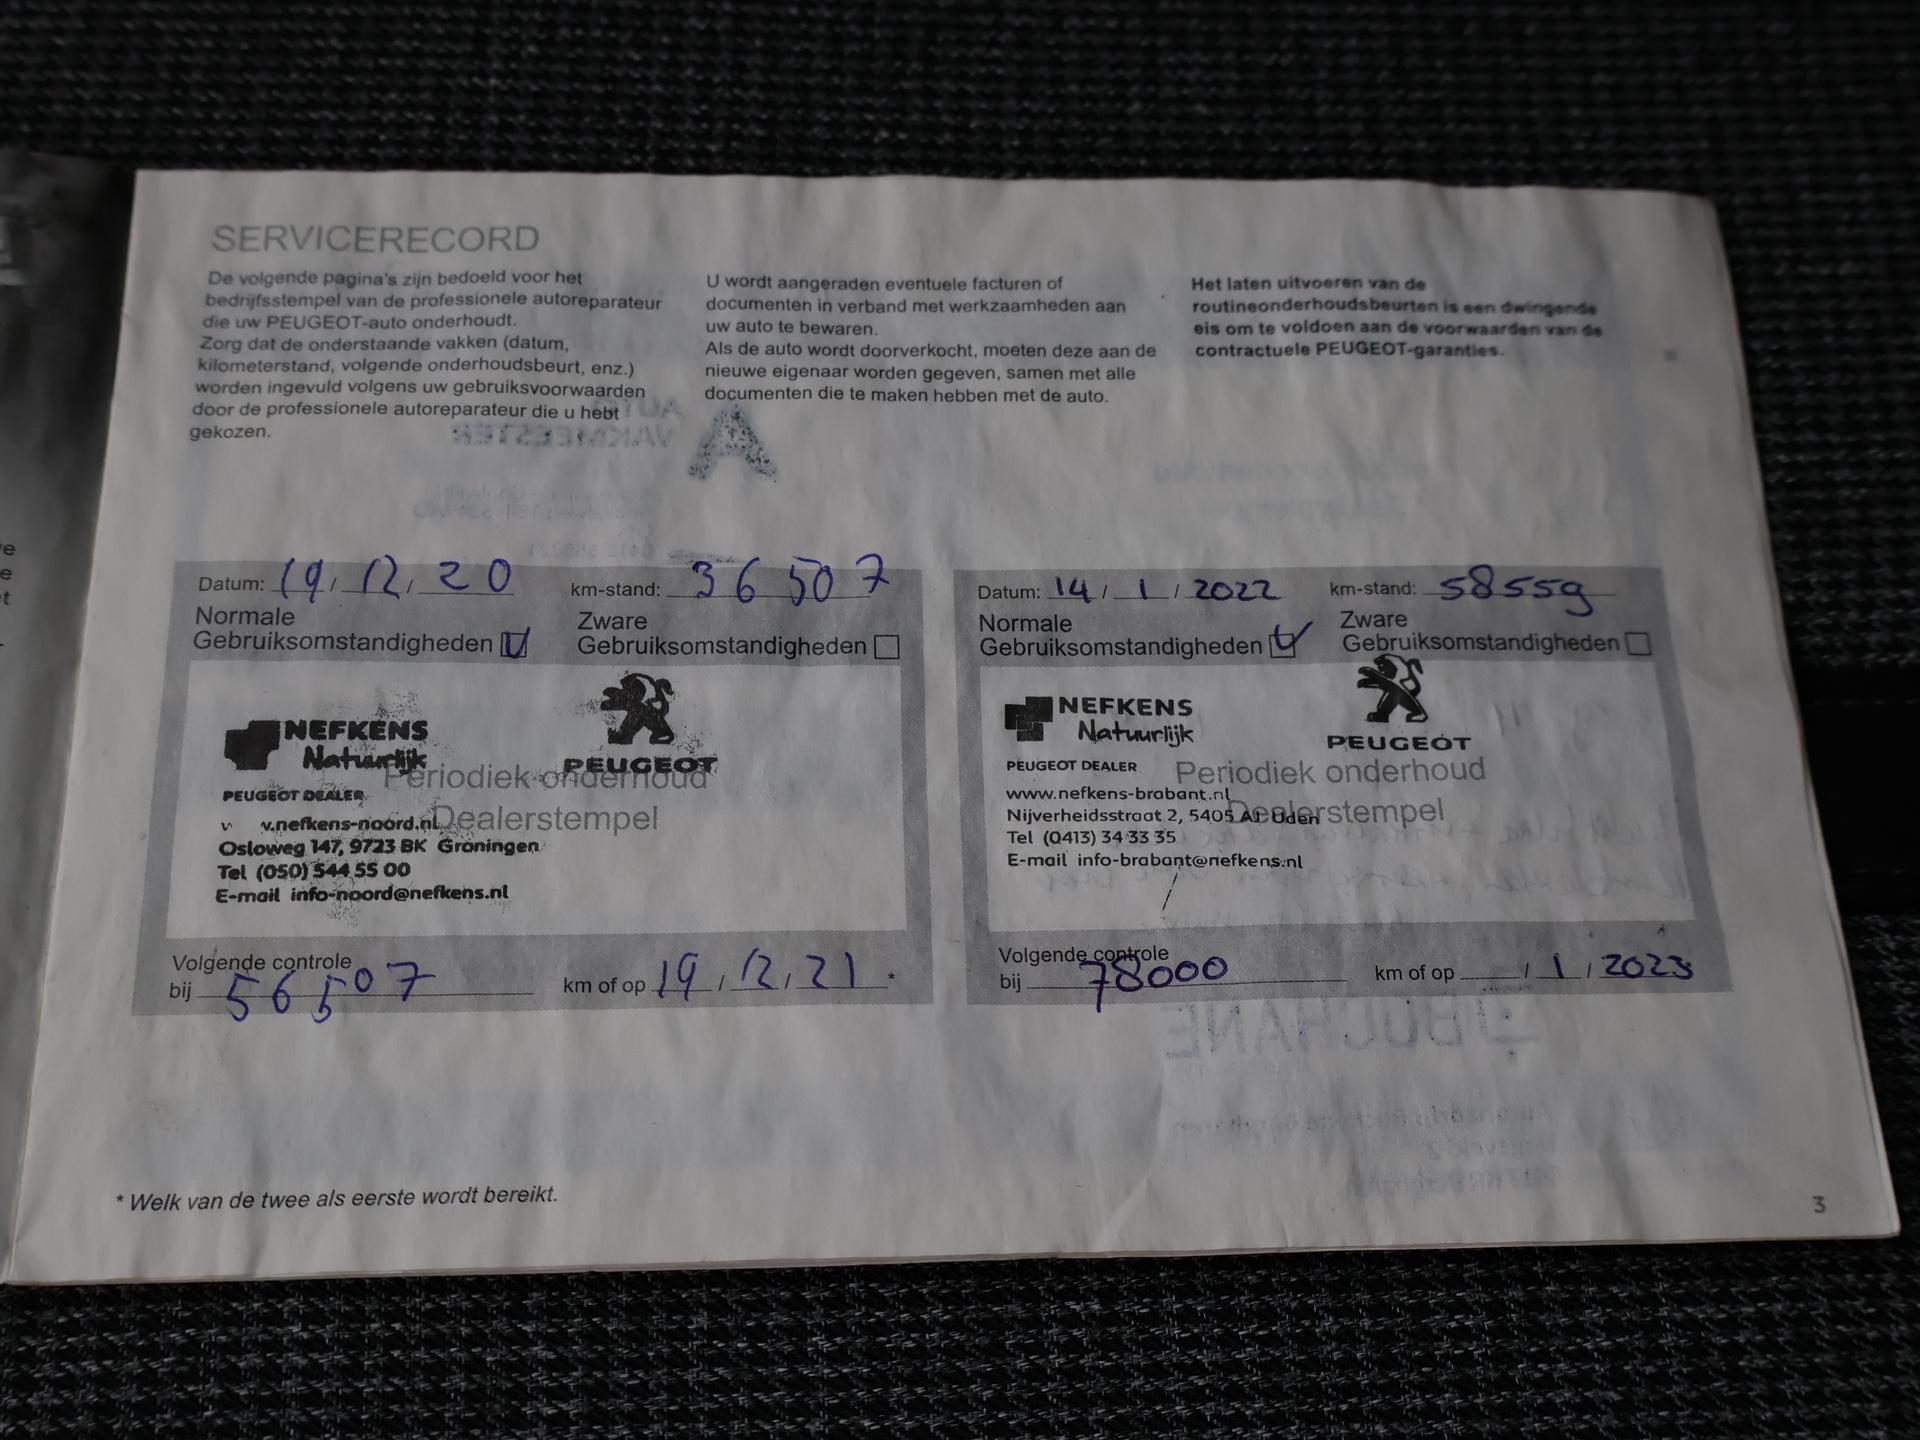 SERVICERECORD
De volgende pagina's zijn bedoeld voor het
bedrijfsstempel van de professionele autoreparateur
die uw PEUGEOT-auto onderhoudt.
Zorg dat de onderstaande vakken (datum,
kilometerstand, volgende onderhoudsbeurt, enz.)
worden ingevuld volgens uw gebruiksvoorwaarden
door de professionele autoreparateur die u hebt
gekozen.
U wordt aangeraden eventuele facturen of
documenten in verband met werkzaamheden aan
uw auto te bewaren.
Als de auto wordt doorverkocht, moeten deze aan de
nieuwe eigenaar worden gegeven, samen met alle
documenten die te maken hebben met de auto.
Het laten uitvoeren van de
routineonderhoudsbeurten is een dwingende
eis om te voldoen aan de voorwaarden van de
contractuele PEUGEOT-garanties.
Datum: 19 / 12 / 20 km-stand: 36507
Normale
Gebruiksomstandigheden
Zware
Gebruiksomstandigheden
NEFKENS
Natuurlijk
PEUGEOT
Periodiek onderhoud
Dealerstempel
PEUGEOT DEALER
v.nefkens-noord.nl
Osloweg 147, 9723 BK Groningen
Tel (050) 544 55 00
E-mail info-noord@nefkens.nl
Volgende controle
bij 56507 km of op 19 / 12 / 21 *
Datum: 14 / 1 / 2022 km-stand: 58559
Normale
Gebruiksomstandigheden
Zware
Gebruiksomstandigheden
NEFKENS
Natuurlijk
PEUGEOT
PEUGEOT DEALER
Periodiek onderhoud
Dealerstempel
www.nefkens-brabant.nl
Nijverheidsstraat 2, 5405 Uden
Tel (0413) 34 33 35
E-mail info-brabant@nefkens.nl
Volgende controle
bij 78000 km of op / 1 / 2023
* Welk van de twee als eerste wordt bereikt.
3